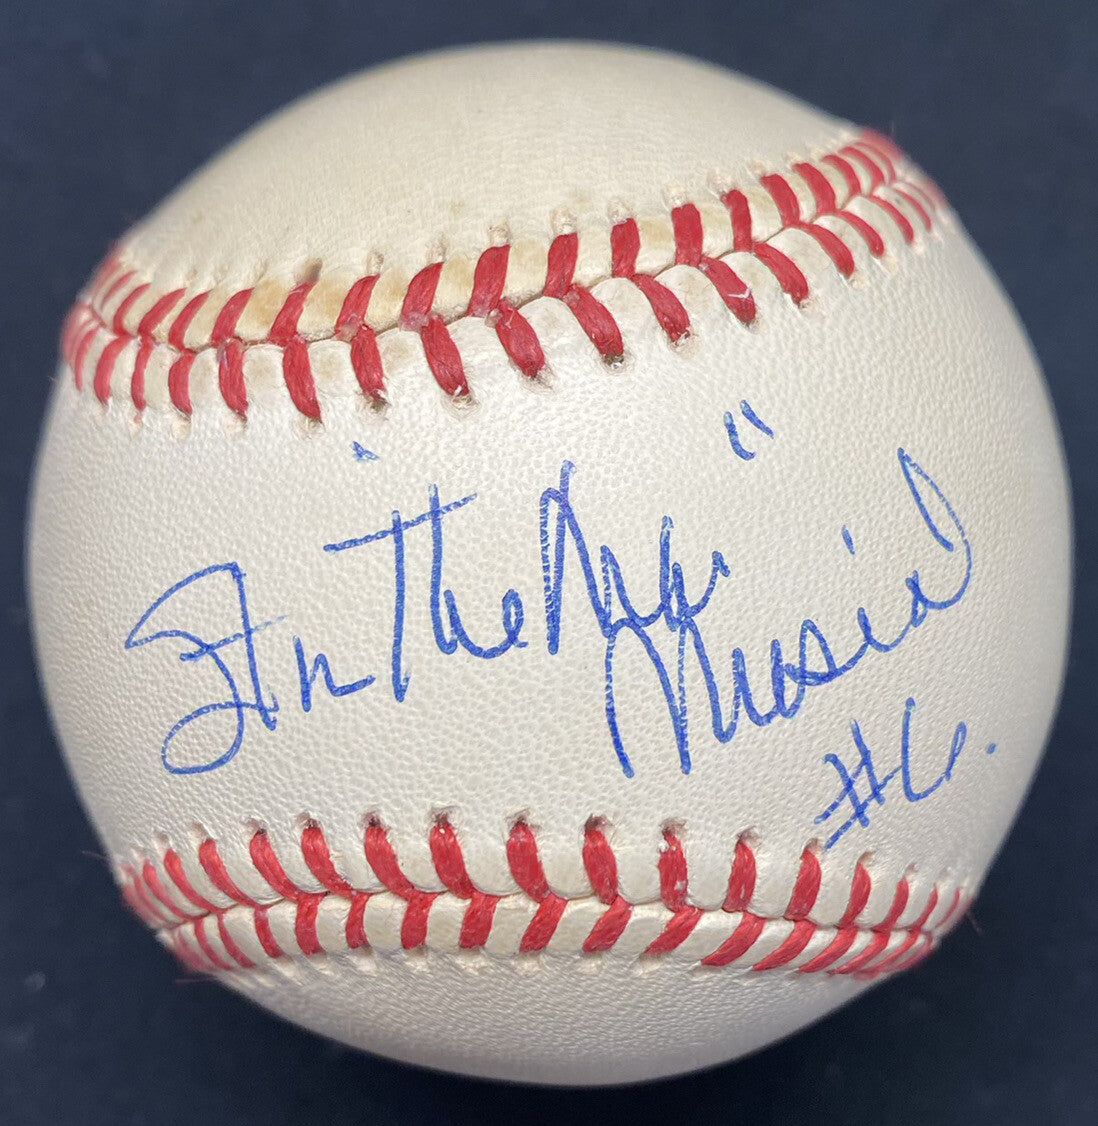 Stan "The Man" Musial
#6.